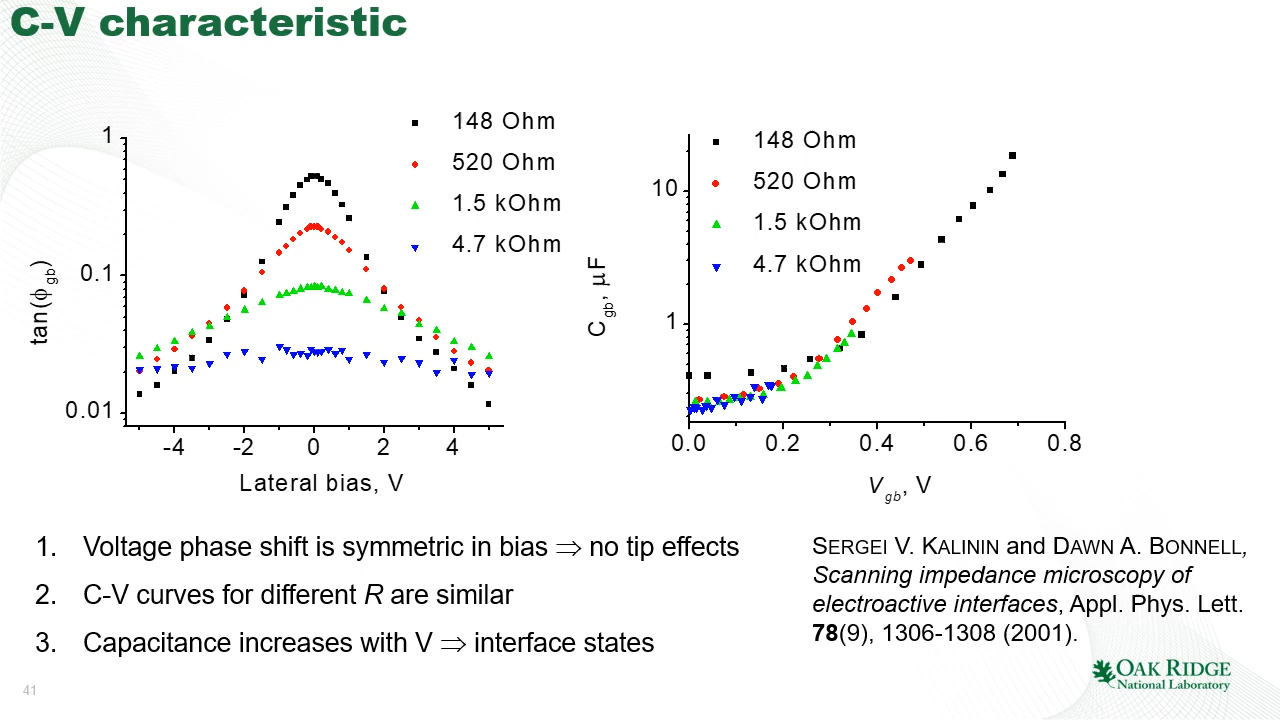 C-V characteristic
148 Ohm
520 Ohm
1.5 kOhm
4.7 kOhm
1
0.1
0.01
tan(ϕgb)
-4 -2 0 2 4
Lateral bias, V
148 Ohm
520 Ohm
1.5 kOhm
4.7 kOhm
10
1
Cgb, μF
0.0 0.2 0.4 0.6 0.8
Vgb, V
1. Voltage phase shift is symmetric in bias ⇒ no tip effects
2. C-V curves for different R are similar
3. Capacitance increases with V ⇒ interface states
SERGEI V. KALININ and DAWN A. BONNELL,
Scanning impedance microscopy of
electroactive interfaces, Appl. Phys. Lett.
78(9), 1306-1308 (2001).
41
OAK RIDGE
National Laboratory